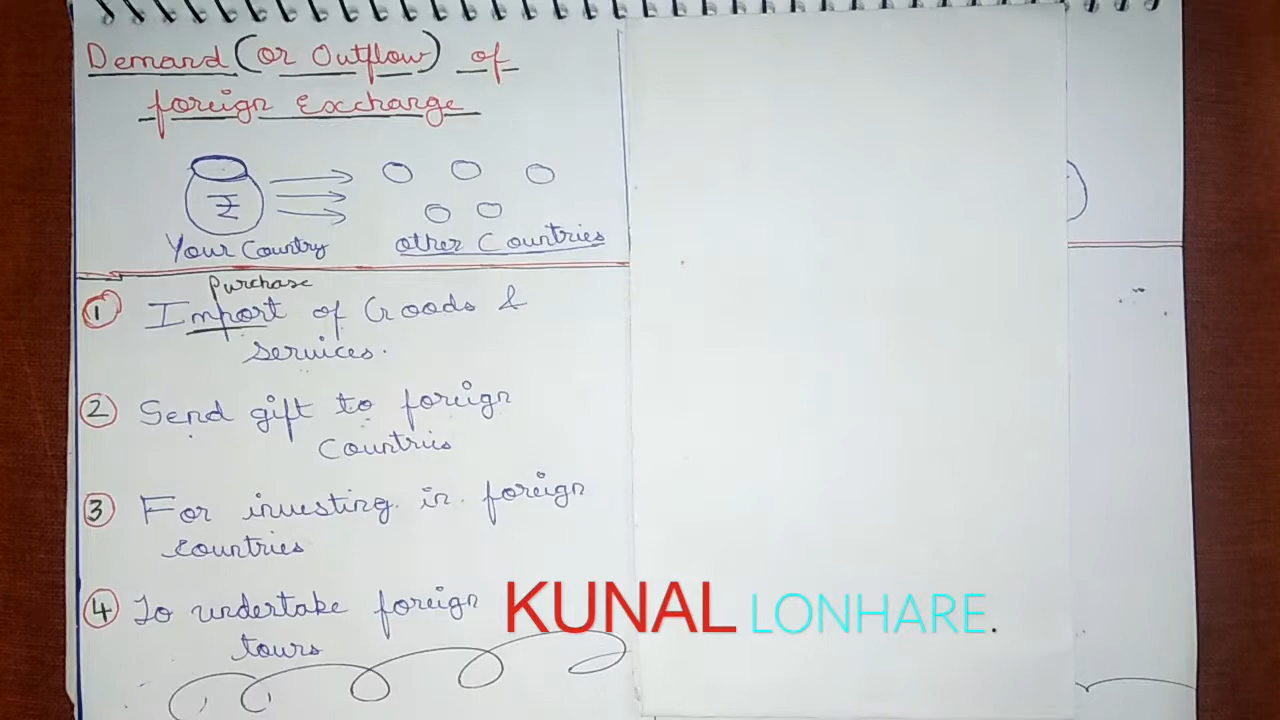 Demand (or Outflow) of
foreign Exchange
₹
Your Country
other Countries
purchase
① Import of Goods &
services.
② Send gift to foreign
Countries
③ For investing in foreign
countries
④ To undertake foreign
tours
KUNAL LONHARE.